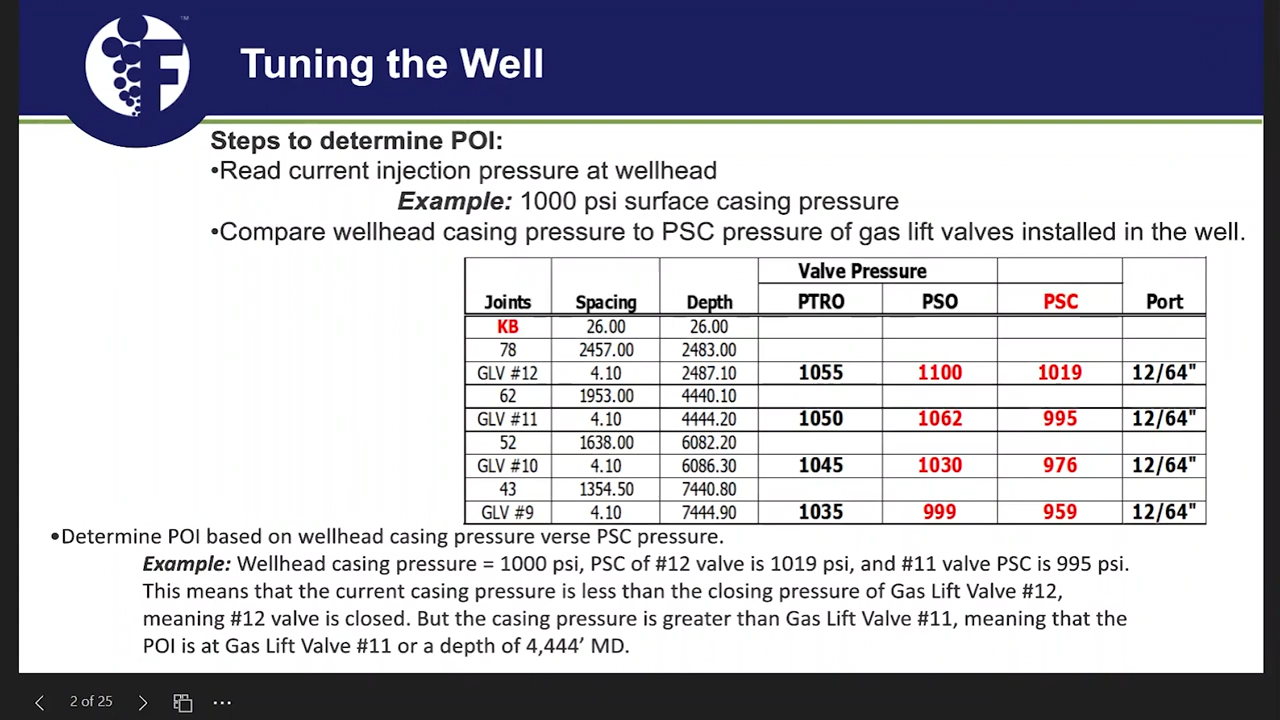 F
TM
Tuning the Well
Steps to determine POI:
•Read current injection pressure at wellhead
Example: 1000 psi surface casing pressure
•Compare wellhead casing pressure to PSC pressure of gas lift valves installed in the well.
Valve Pressure
Joints Spacing Depth PTRO PSO PSC Port
KB 26.00 26.00
78 2457.00 2483.00
GLV #12 4.10 2487.10 1055 1100 1019 12/64"
62 1953.00 4440.10
GLV #11 4.10 4444.20 1050 1062 995 12/64"
52 1638.00 6082.20
GLV #10 4.10 6086.30 1045 1030 976 12/64"
43 1354.50 7440.80
GLV #9 4.10 7444.90 1035 999 959 12/64"
•Determine POI based on wellhead casing pressure verse PSC pressure.
Example: Wellhead casing pressure = 1000 psi, PSC of #12 valve is 1019 psi, and #11 valve PSC is 995 psi.
This means that the current casing pressure is less than the closing pressure of Gas Lift Valve #12,
meaning #12 valve is closed. But the casing pressure is greater than Gas Lift Valve #11, meaning that the
POI is at Gas Lift Valve #11 or a depth of 4,444’ MD.
2 of 25